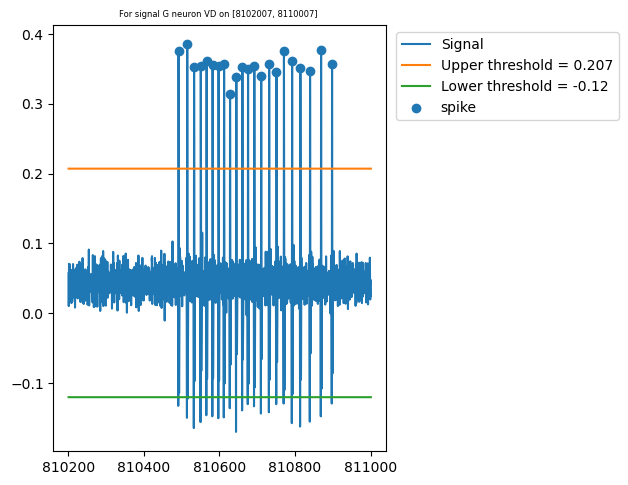 For signal G neuron VD on [8102007, 8110007]
0.4
0.3
0.2
0.1
0.0
−0.1
810200 810400 810600 810800 811000
Signal
Upper threshold = 0.207
Lower threshold = -0.12
spike